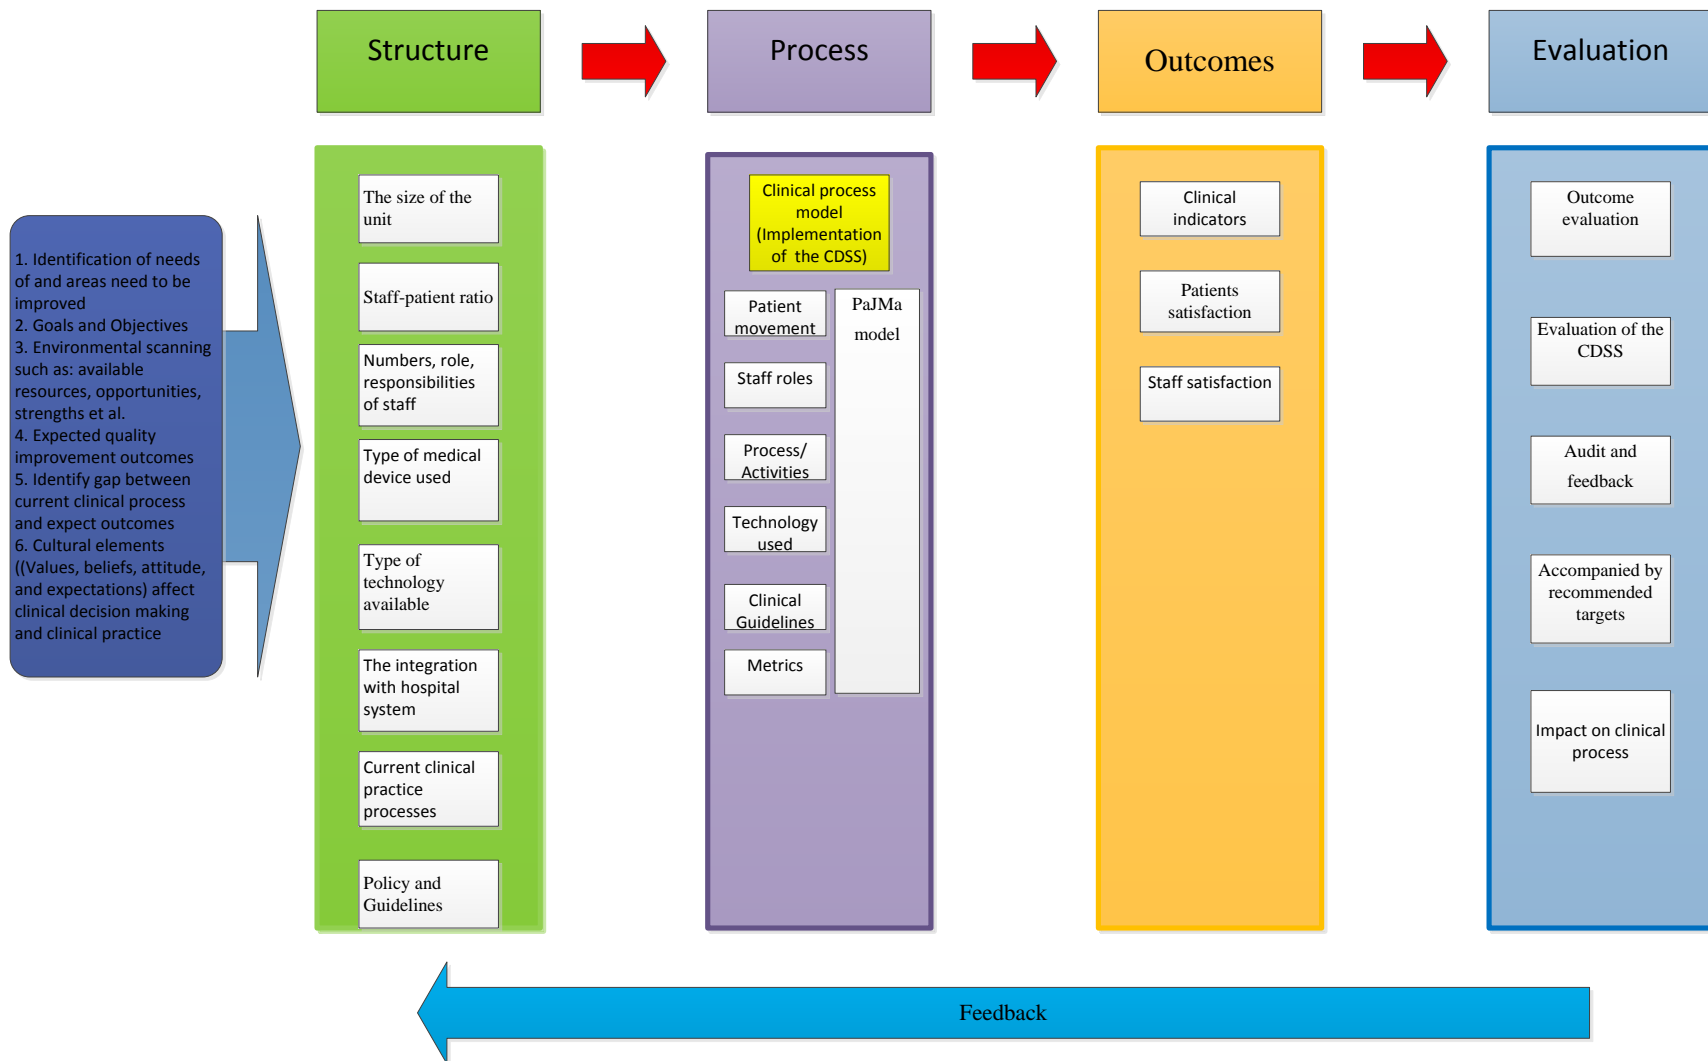 Structure
Process
Outcomes
Evaluation
1. Identification of needs
of and areas need to be
improved
2. Goals and Objectives
3. Environmental scanning
such as: available
resources, opportunities,
strengths et al.
4. Expected quality
improvement outcomes
5. Identify gap between
current clinical process
and expect outcomes
6. Cultural elements
((Values, beliefs, attitude,
and expectations) affect
clinical decision making
and clinical practice
The size of the
unit
Staff-patient ratio
Numbers, role,
responsibilities
of staff
Type of medical
device used
Type of
technology
available
The integration
with hospital
system
Current clinical
practice
processes
Policy and
Guidelines
Clinical process
model
(Implementation
of the CDSS)
Patient
movement
Staff roles
Process/
Activities
Technology
used
Clinical
Guidelines
Metrics
PaJMa
model
Clinical
indicators
Patients
satisfaction
Staff satisfaction
Outcome
evaluation
Evaluation of the
CDSS
Audit and
feedback
Accompanied by
recommended
targets
Impact on clinical
process
Feedback